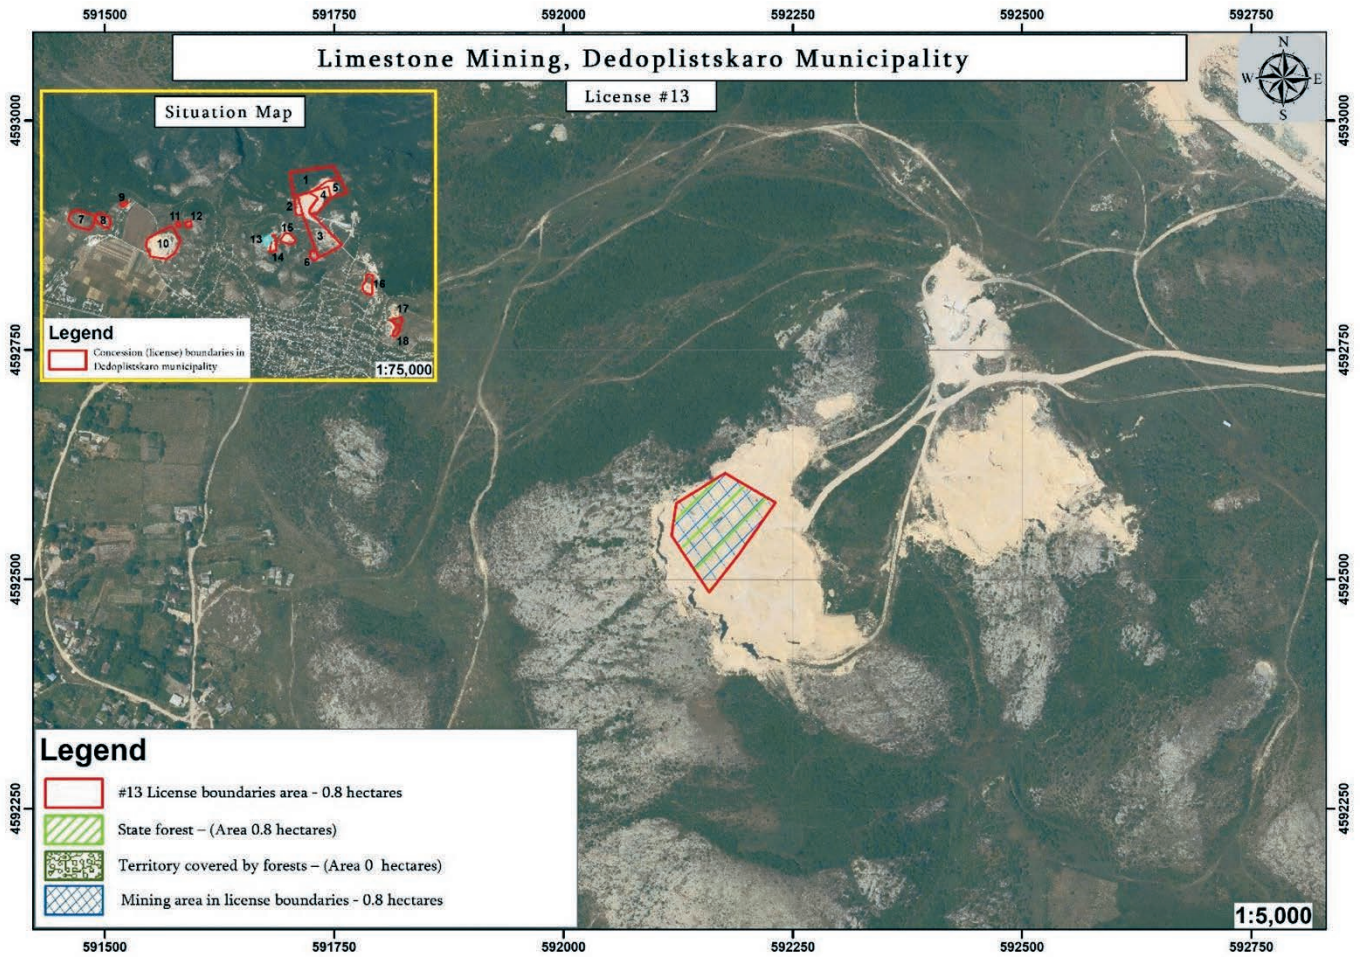 591500 591750 592000 592250 592500 592750
Limestone Mining, Dedoplistskaro Municipality
License #13
N
W E
S
4593000 4593000
Situation Map
1
5
4
2
9
7
8
11
12
10
13
15
14
3
6
16
17
18
Legend
Concession (license) boundaries in
Dedoplistskaro municipality
1:75,000
4592750 4592750
4592500 4592500
Legend
#13 License boundaries area - 0.8 hectares
State forest – (Area 0.8 hectares)
Territory covered by forests – (Area 0 hectares)
Mining area in license boundaries - 0.8 hectares
4592250 4592250
1:5,000
591500 591750 592000 592250 592500 592750